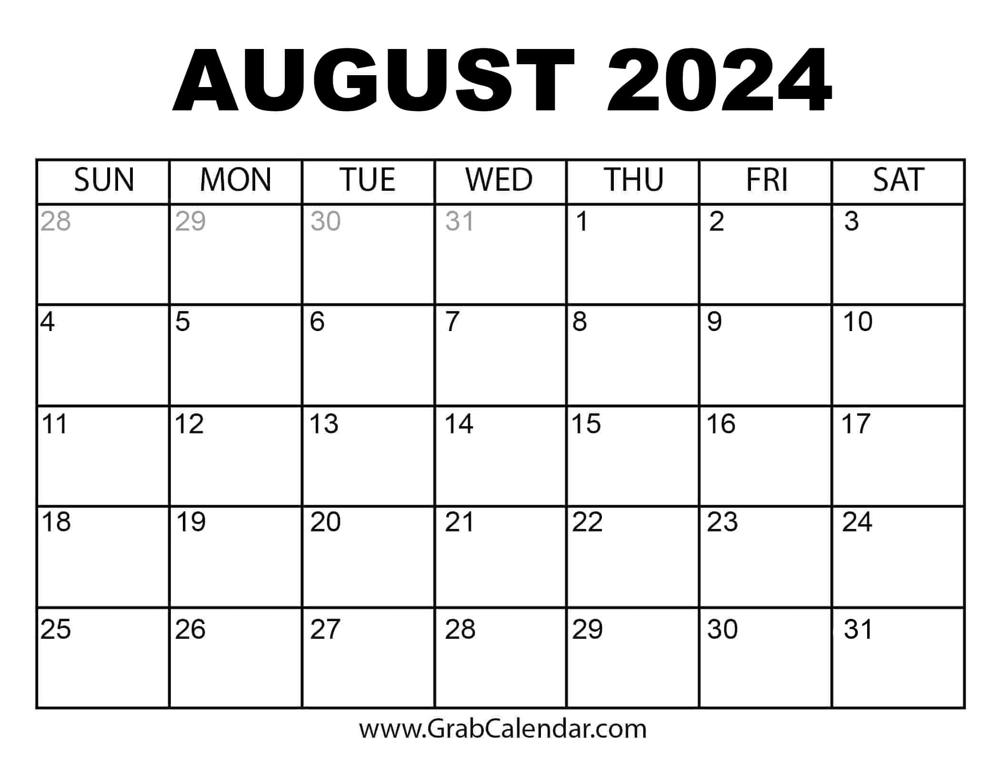 AUGUST 2024
SUN MON TUE WED THU FRI SAT
28 29 30 31 1 2 3
4 5 6 7 8 9 10
11 12 13 14 15 16 17
18 19 20 21 22 23 24
25 26 27 28 29 30 31
www.GrabCalendar.com